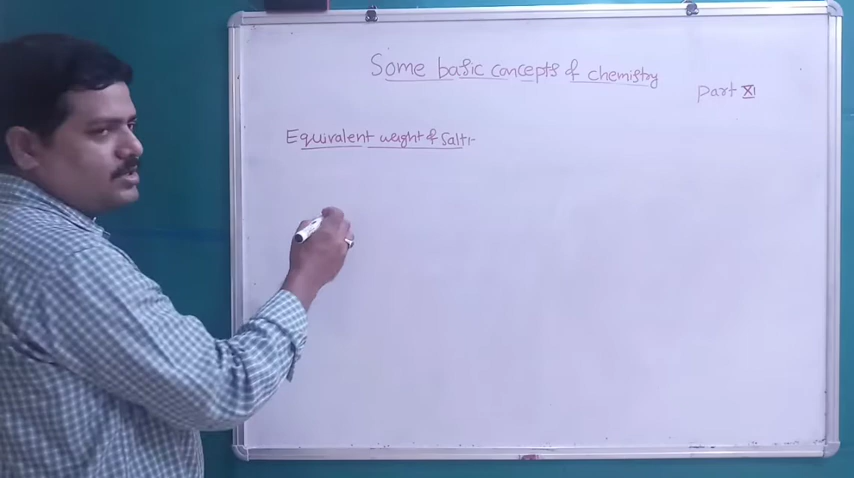 Some basic concepts of chemistry
Part XI
Equivalent weight of Salt:-